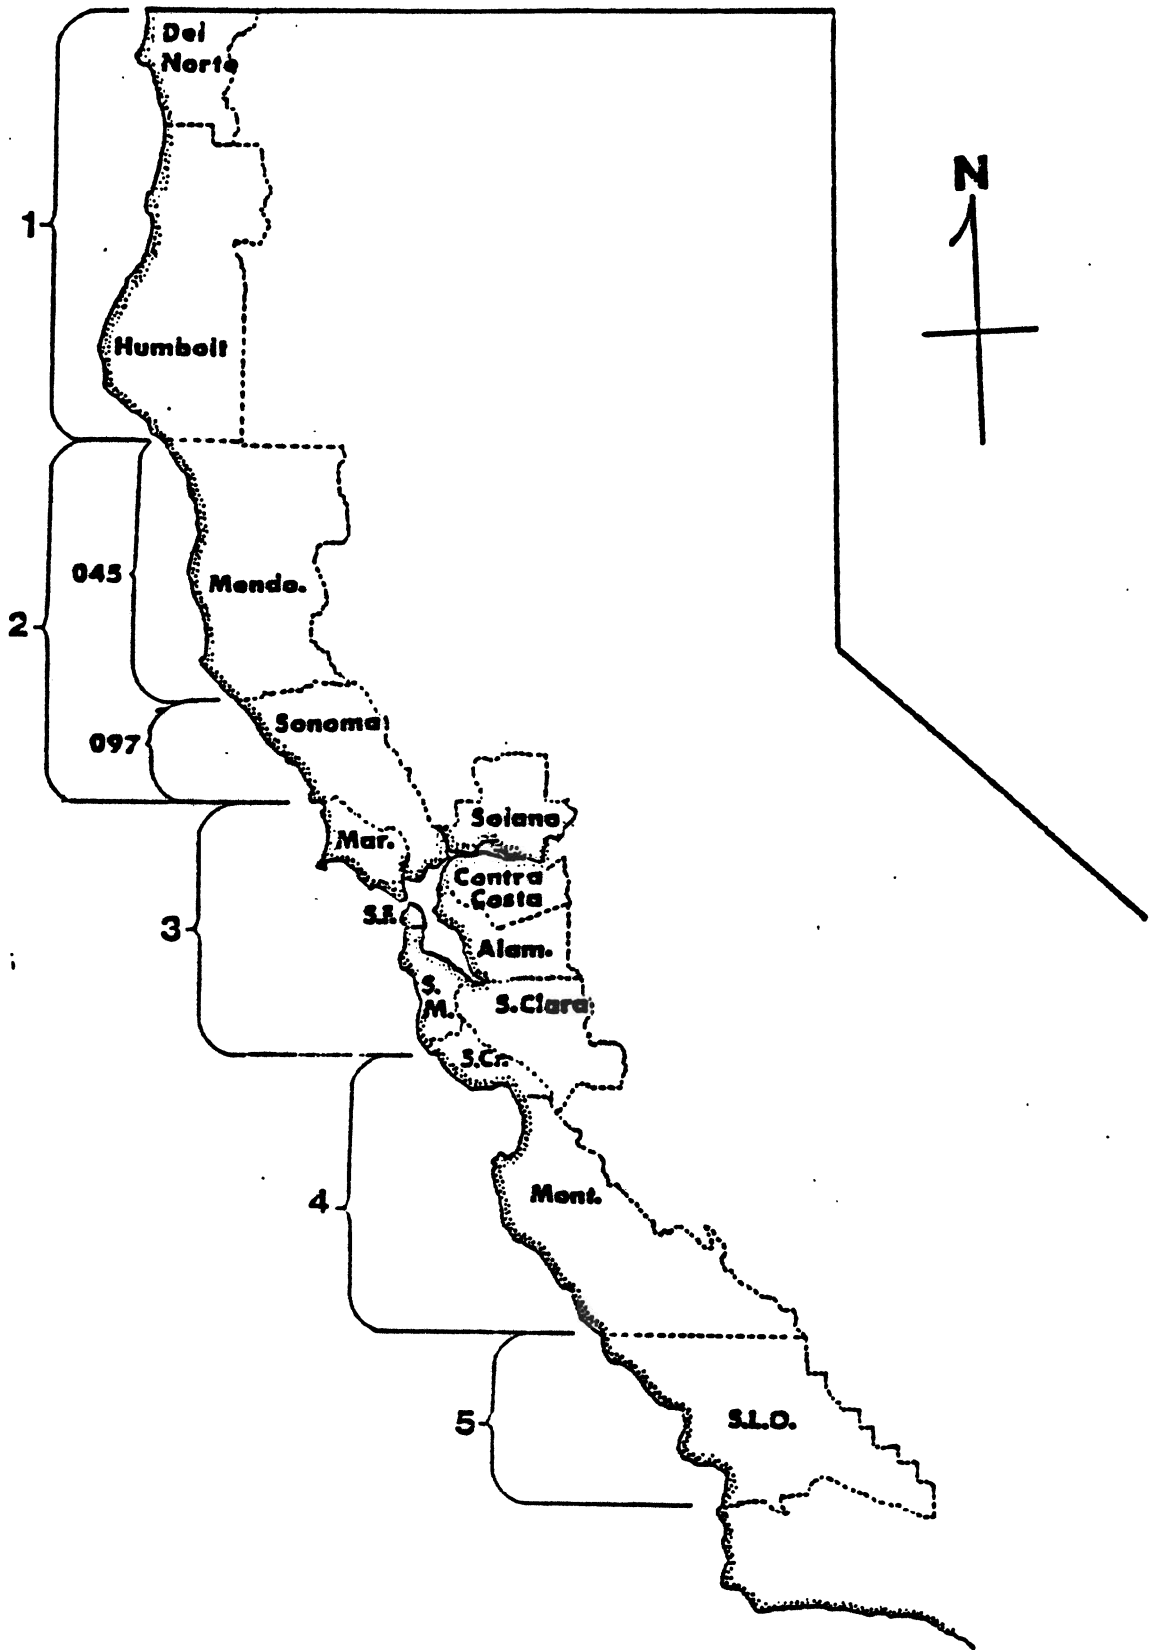 Del
Norte
N
1
Humbolt
045
Mendo.
2
Sonoma
097
Solano
Mar.
Contra
Costa
S.F.
3
Alam.
S.
M.
S.Clara
S.Cr.
Mont.
4
S.L.O.
5